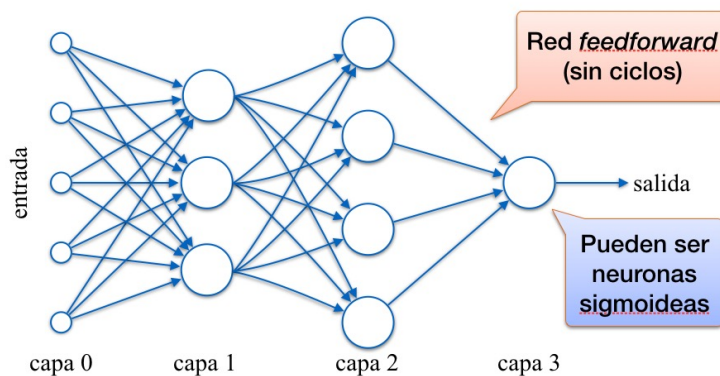 Red feedforward
(sin ciclos)
entrada
salida
Pueden ser
neuronas
sigmoideas
capa 0
capa 1
capa 2
capa 3